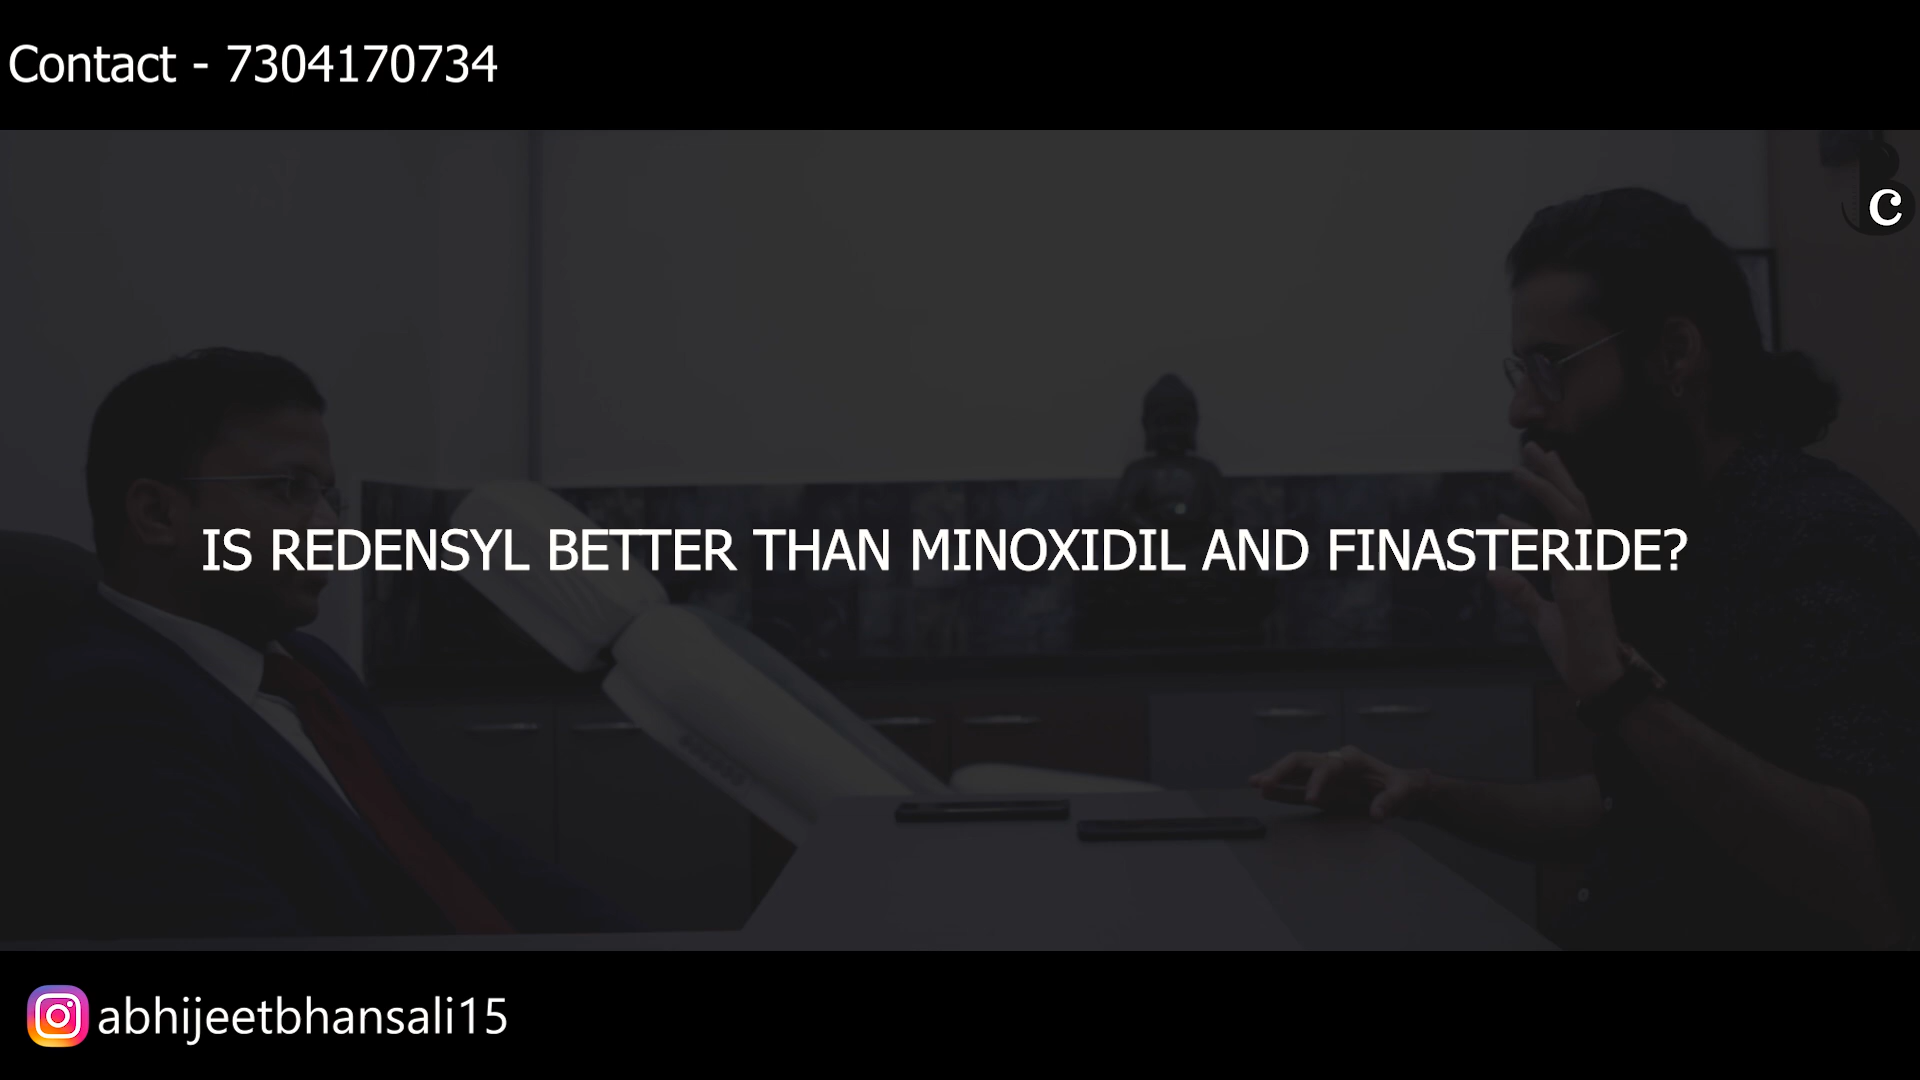 Contact - 7304170734
C
IS REDENSYL BETTER THAN MINOXIDIL AND FINASTERIDE?
abhijeetbhansali15